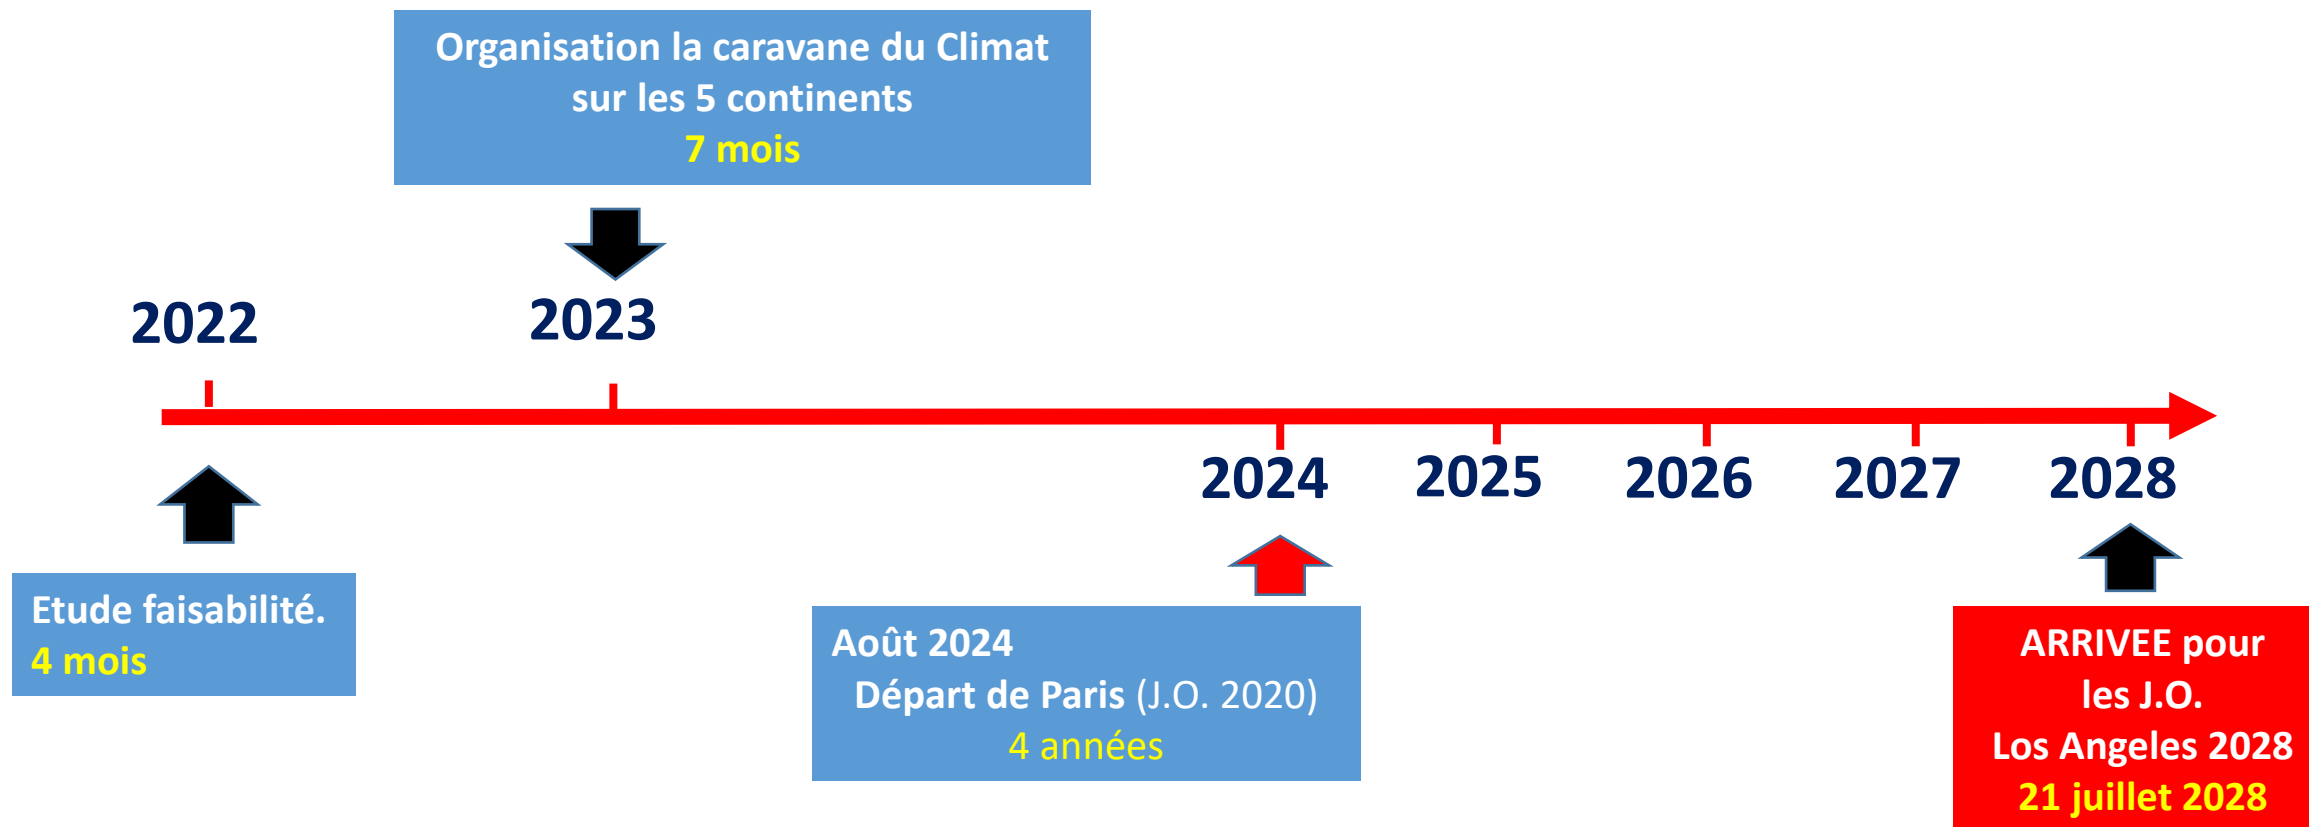 Organisation la caravane du Climat
sur les 5 continents
7 mois
2022
2023
2024
2025
2026
2027
2028
Etude faisabilité.
4 mois
Août 2024
Départ de Paris (J.O. 2020)
4 années
ARRIVEE pour
les J.O.
Los Angeles 2028
21 juillet 2028